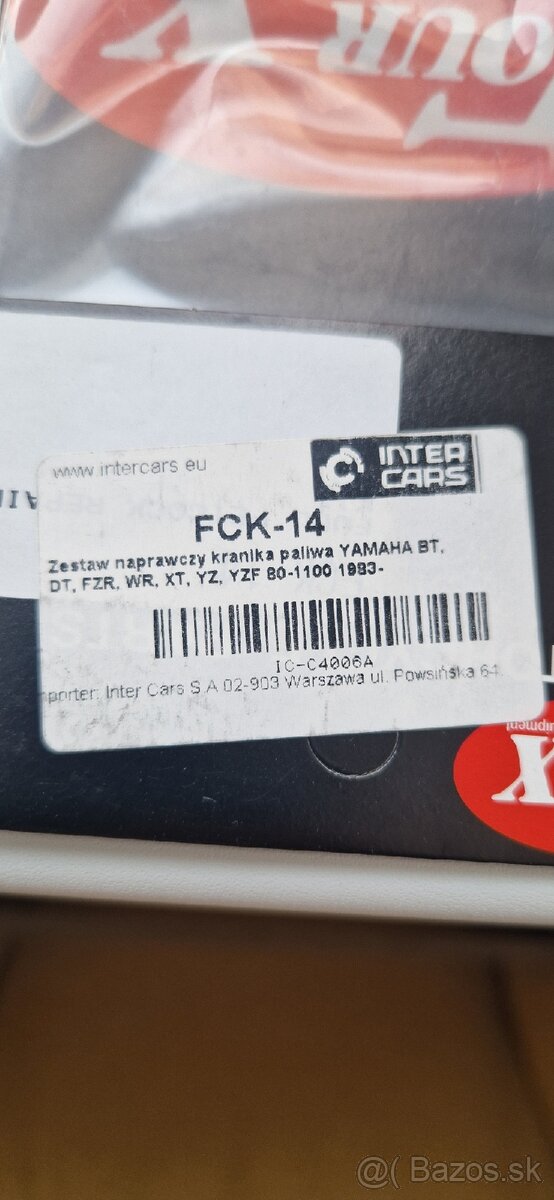 OUR
www.intercars.eu
INTER
CARS
FCK-14
Zestaw naprawczy kranika paliwa YAMAHA BT,
DT, FZR, WR, XT, YZ, YZF 80-1100 1983-
IC-C4006A
Inter Cars S.A 02-903 Warszawa ul. Powsińska 64
X
@( Bazos.sk